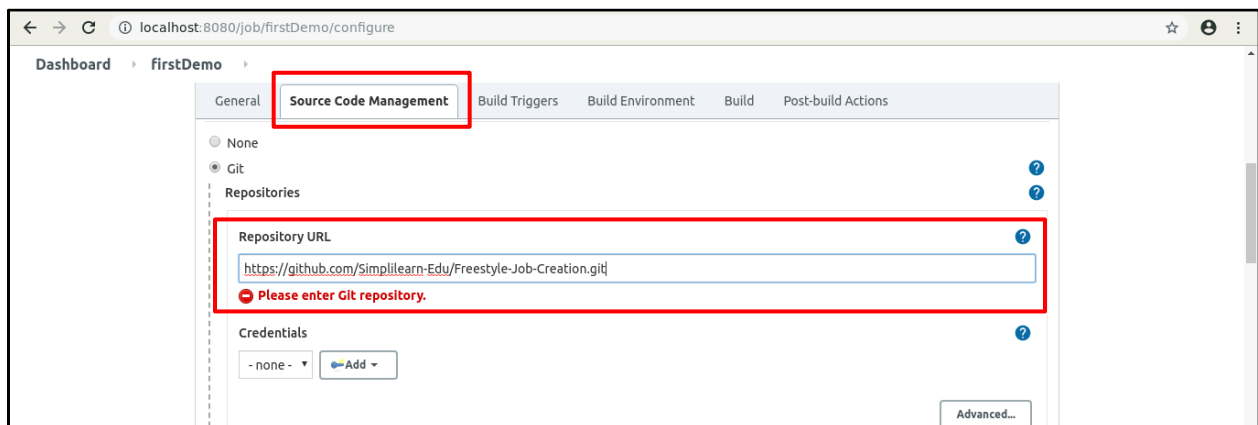 localhost:8080/job/firstDemo/configure
Dashboard firstDemo
General Source Code Management Build Triggers Build Environment Build Post-build Actions
None
Git
Repositories
Repository URL
https://github.com/Simplilearn-Edu/Freestyle-Job-Creation.git
Please enter Git repository.
Credentials
- none - Add
Advanced...